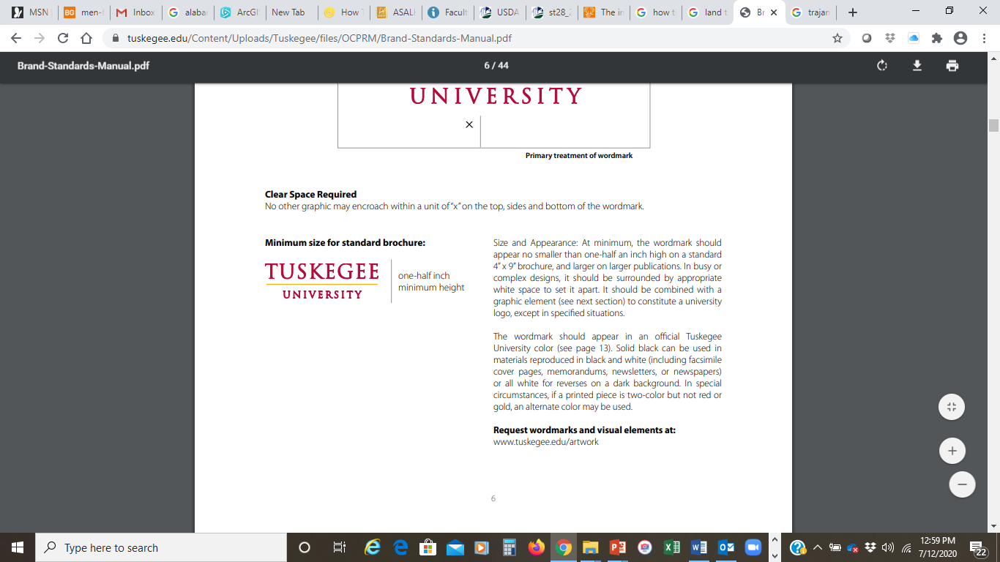 MSN
men-f
Inbox
alaba
ArcGI
New Tab
How T
ASALH
Facult
USDA
st28_2
The in
how t
land t
Br
trajan
tuskegee.edu/Content/Uploads/Tuskegee/files/OCPRM/Brand-Standards-Manual.pdf
Brand-Standards-Manual.pdf
6 / 44
UNIVERSITY
x
Primary treatment of wordmark
Clear Space Required
No other graphic may encroach within a unit of “x” on the top, sides and bottom of the wordmark.
Minimum size for standard brochure:
TUSKEGEE
UNIVERSITY
one-half inch
minimum height
Size and Appearance: At minimum, the wordmark should
appear no smaller than one-half an inch high on a standard
4” x 9” brochure, and larger on larger publications. In busy or
complex designs, it should be surrounded by appropriate
white space to set it apart. It should be combined with a
graphic element (see next section) to constitute a university
logo, except in specified situations.
The wordmark should appear in an official Tuskegee
University color (see page 13). Solid black can be used in
materials reproduced in black and white (including facsimile
cover pages, memorandums, newsletters, or newspapers)
or all white for reverses on a dark background. In special
circumstances, if a printed piece is two-color but not red or
gold, an alternate color may be used.
Request wordmarks and visual elements at:
www.tuskegee.edu/artwork
6
Type here to search
12:59 PM
7/12/2020
22